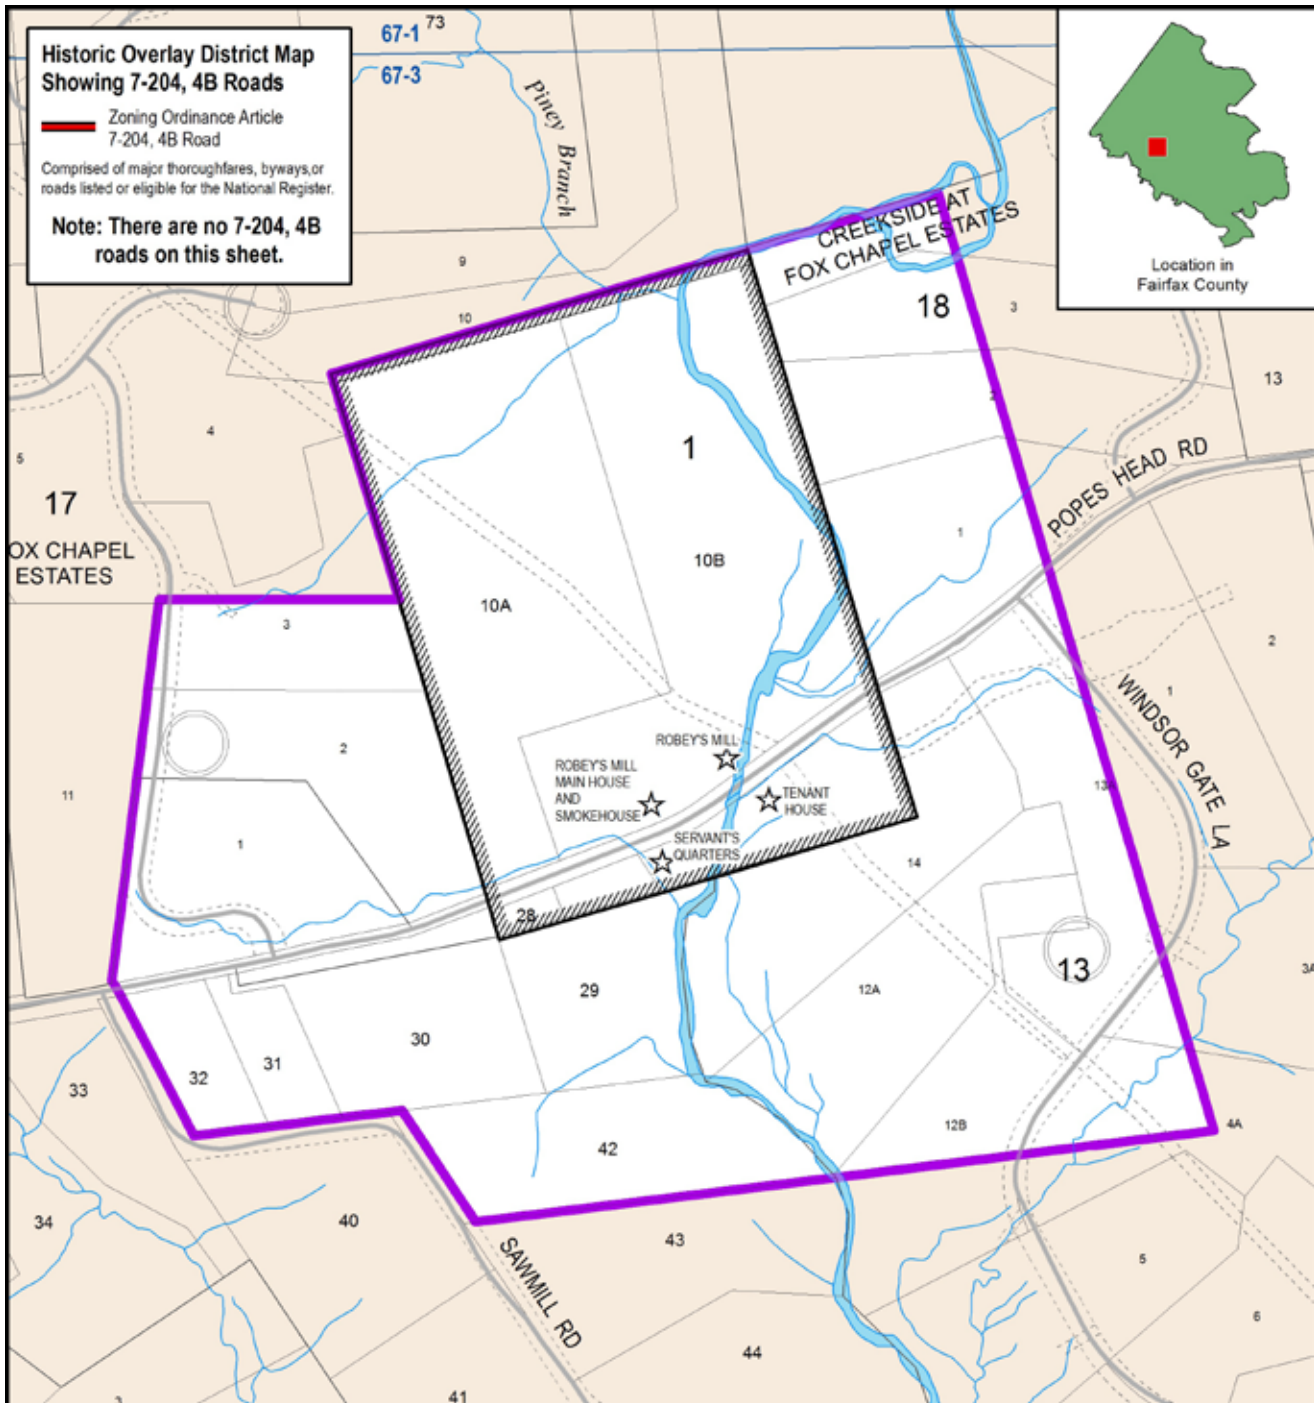 Historic Overlay District Map
Showing 7-204, 4B Roads
Zoning Ordinance Article
7-204, 4B Road
Comprised of major thoroughfares, byways,or
roads listed or eligible for the National Register.
Note: There are no 7-204, 4B
roads on this sheet.
67-1
73
67-3
Piney Branch
Location in
Fairfax County
CREEKSIDE AT
FOX CHAPEL ESTATES
9
10
18
3
13
4
5
17
OX CHAPEL
ESTATES
1
2
POPES HEAD RD
10B
1
10A
3
2
WINDSOR GATE LA
1
2
11
ROBEY'S MILL
ROBEY'S MILL
MAIN HOUSE
AND
SMOKEHOUSE
TENANT
HOUSE
SERVANT'S
QUARTERS
1
14
28
29
12A
13
3A
30
31
32
33
42
12B
4A
34
40
43
SAWMILL RD
5
6
44
41